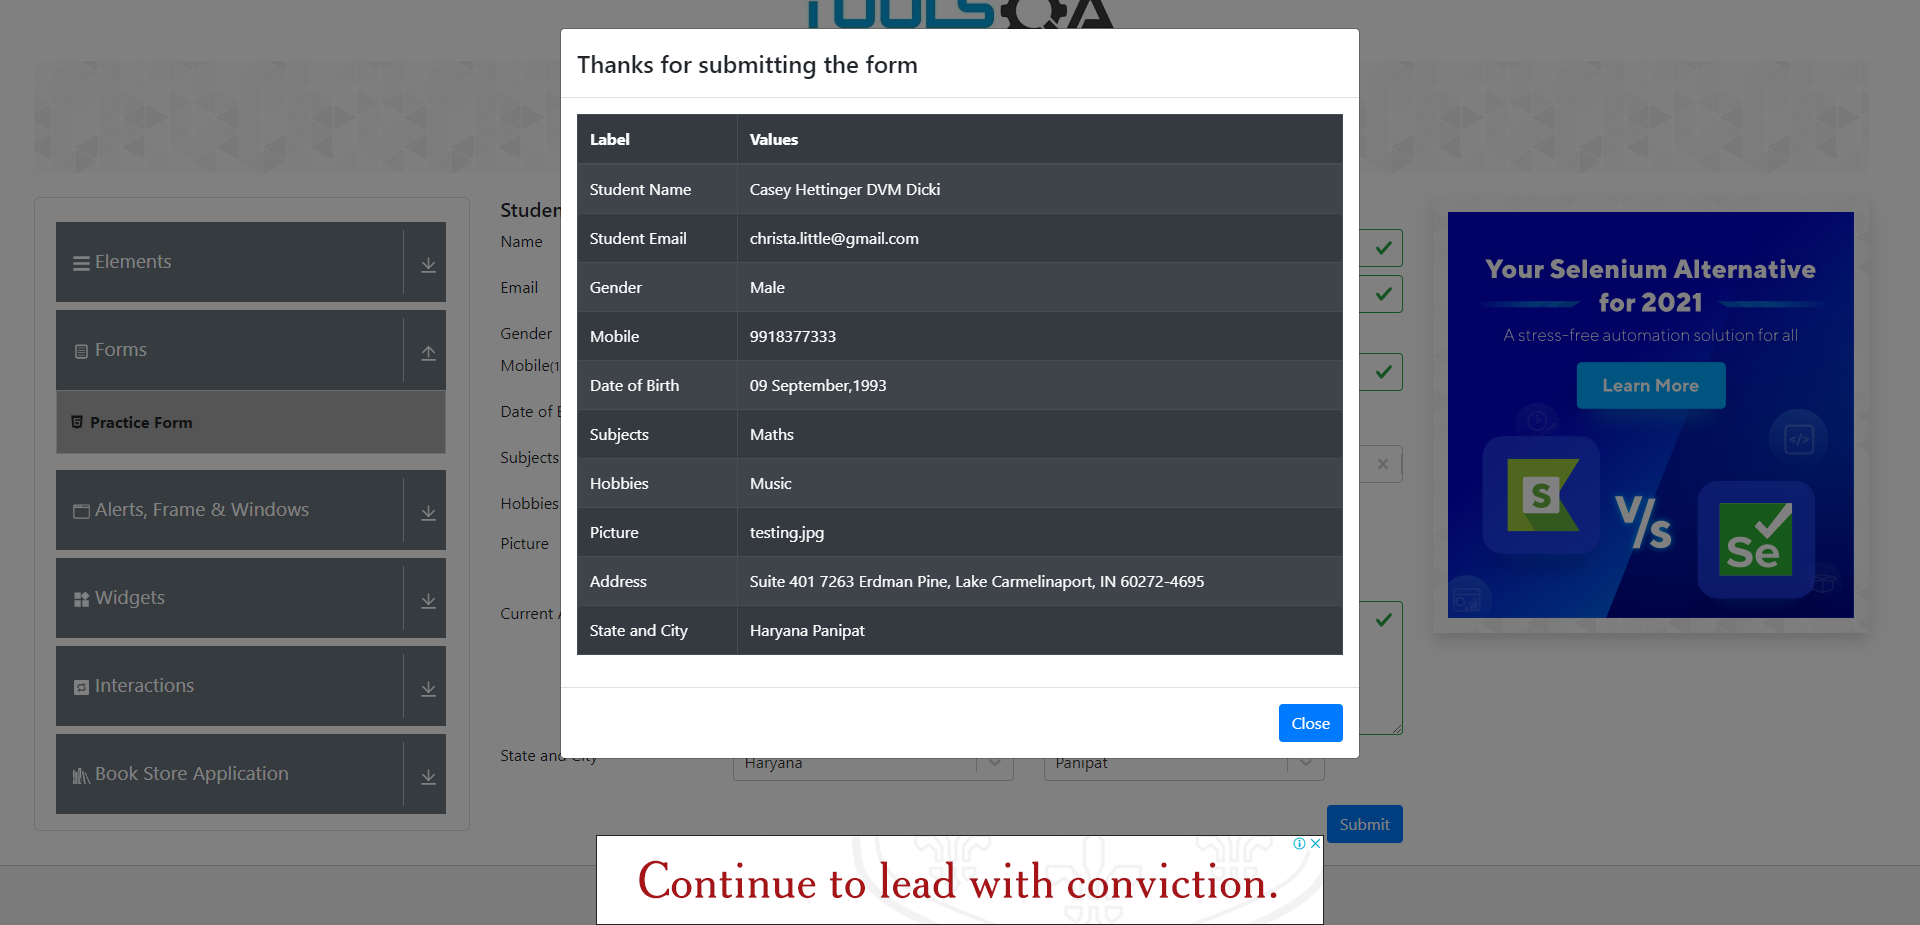 TOOLSQA
Thanks for submitting the form
Label Values
Student Name Casey Hettinger DVM Dicki
Student Email christa.little@gmail.com
Gender Male
Mobile 9918377333
Date of Birth 09 September,1993
Subjects Maths
Hobbies Music
Picture testing.jpg
Address Suite 401 7263 Erdman Pine, Lake Carmelinaport, IN 60272-4695
State and City Haryana Panipat
Close
Elements
Forms
Practice Form
Alerts, Frame & Windows
Widgets
Interactions
Book Store Application
Studen
Name
Email
Gender
Mobile(1
Date of B
Subjects
Hobbies
Picture
Current A
State and City Haryana Panipat
Submit
Your Selenium Alternative
for 2021
A stress-free automation solution for all
Learn More
S
V/s
Se
Continue to lead with conviction.